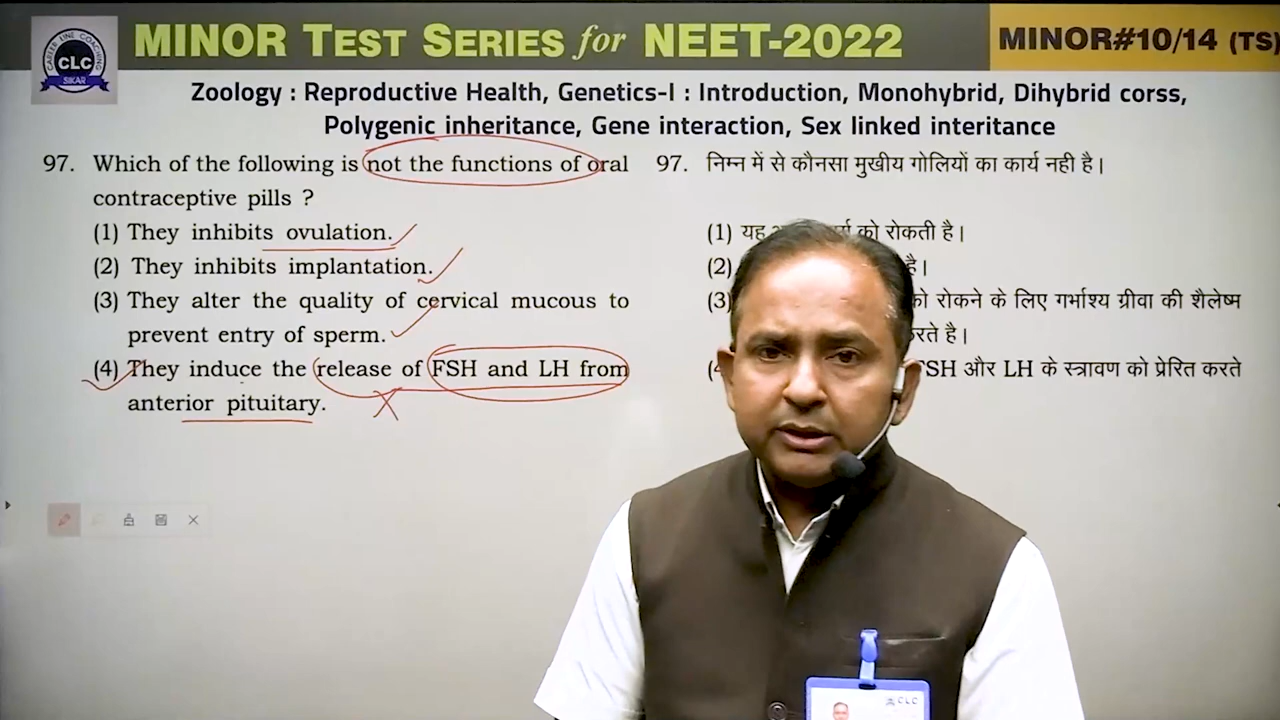 CAREER LINE COACHING
CLC
SIKAR
MINOR TEST SERIES for NEET-2022
MINOR#10/14 (TS)
Zoology : Reproductive Health, Genetics-I : Introduction, Monohybrid, Dihybrid corss,
Polygenic inheritance, Gene interaction, Sex linked interitance
97. Which of the following is not the functions of oral
contraceptive pills ?
(1) They inhibits ovulation.
(2) They inhibits implantation.
(3) They alter the quality of cervical mucous to
prevent entry of sperm.
(4) They induce the release of FSH and LH from
anterior pituitary.
97. निम्न में से कौनसा मुखीय गोलियों का कार्य नही है।
(1) यह को रोकती है।
(2) है।
(3) को रोकने के लिए गर्भाश्य ग्रीवा की शैलेष्म
करते है।
FSH और LH के स्त्रावण को प्रेरित करते
CLC